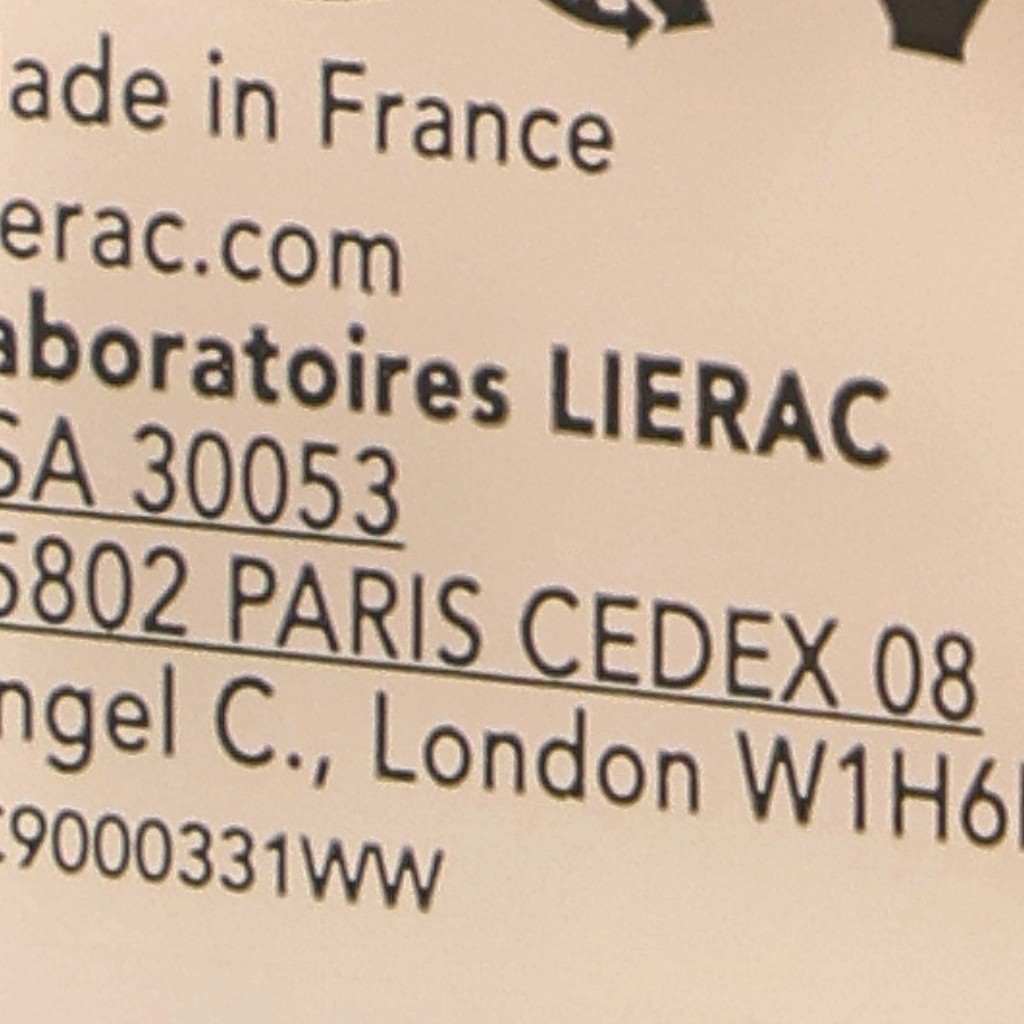 ade in France
erac.com
aboratoires LIERAC
SA 30053
5802 PARIS CEDEX 08
ngel C., London W1H6
9000331WW